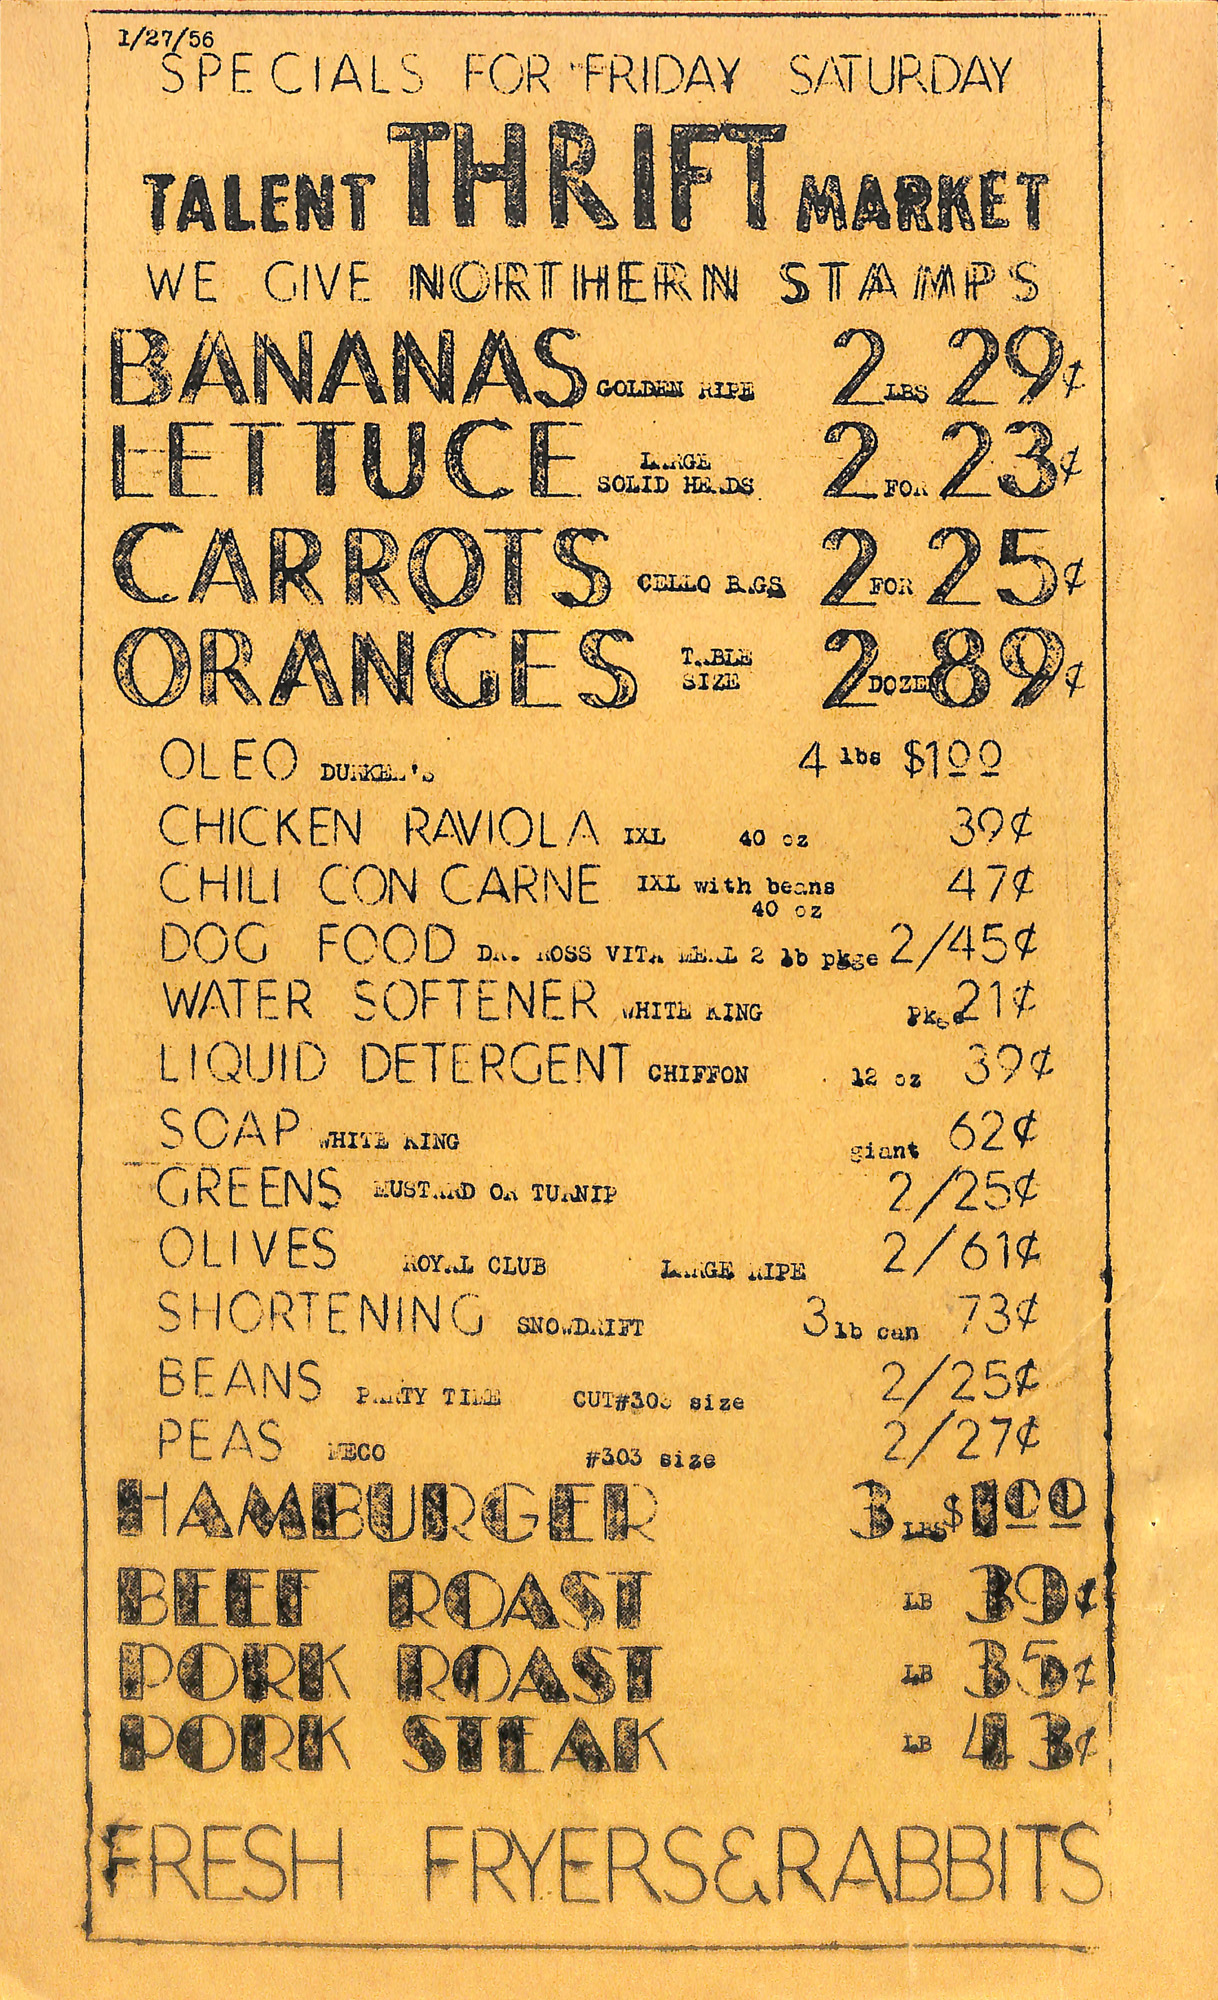 1/27/56
SPECIALS FOR FRIDAY SATURDAY
TALENT THRIFT MARKET
WE GIVE NORTHERN STAMPS
BANANAS GOLDEN RIPE 2 LBS 29¢
LETTUCE LARGE SOLID HEADS 2 FOR 23¢
CARROTS CELLO BAGS 2 FOR 25¢
ORANGES TABLE SIZE 2 DOZEN 89¢
OLEO DUNKEL'S 4 lbs $1.00
CHICKEN RAVIOLA IXL 40 oz 39¢
CHILI CON CARNE IXL with beans 40 oz 47¢
DOG FOOD DR. ROSS VITA MEAL 2 lb pkge 2/45¢
WATER SOFTENER WHITE KING pkge 21¢
LIQUID DETERGENT CHIFFON 12 oz 39¢
SOAP WHITE KING giant 62¢
GREENS MUSTARD OR TURNIP 2/25¢
OLIVES ROYAL CLUB LARGE RIPE 2/61¢
SHORTENING SNOWDRIFT 3 lb can 73¢
BEANS PARTY TIME CUT #303 size 2/25¢
PEAS #303 size 2/27¢
HAMBURGER 3 LBS $1.00
BEEF ROAST LB 39¢
PORK ROAST LB 35¢
PORK STEAK LB 43¢
FRESH FRYERS & RABBITS